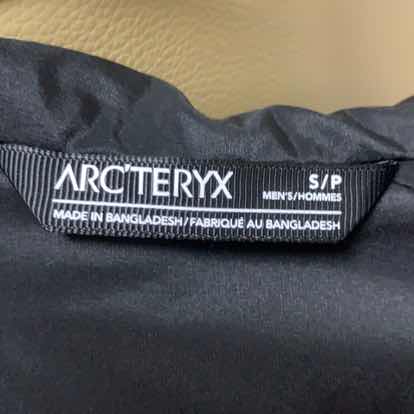 ARC'TERYX
S/P
MEN'S/HOMMES
MADE IN BANGLADESH/FABRIQUÉ AU BANGLADESH